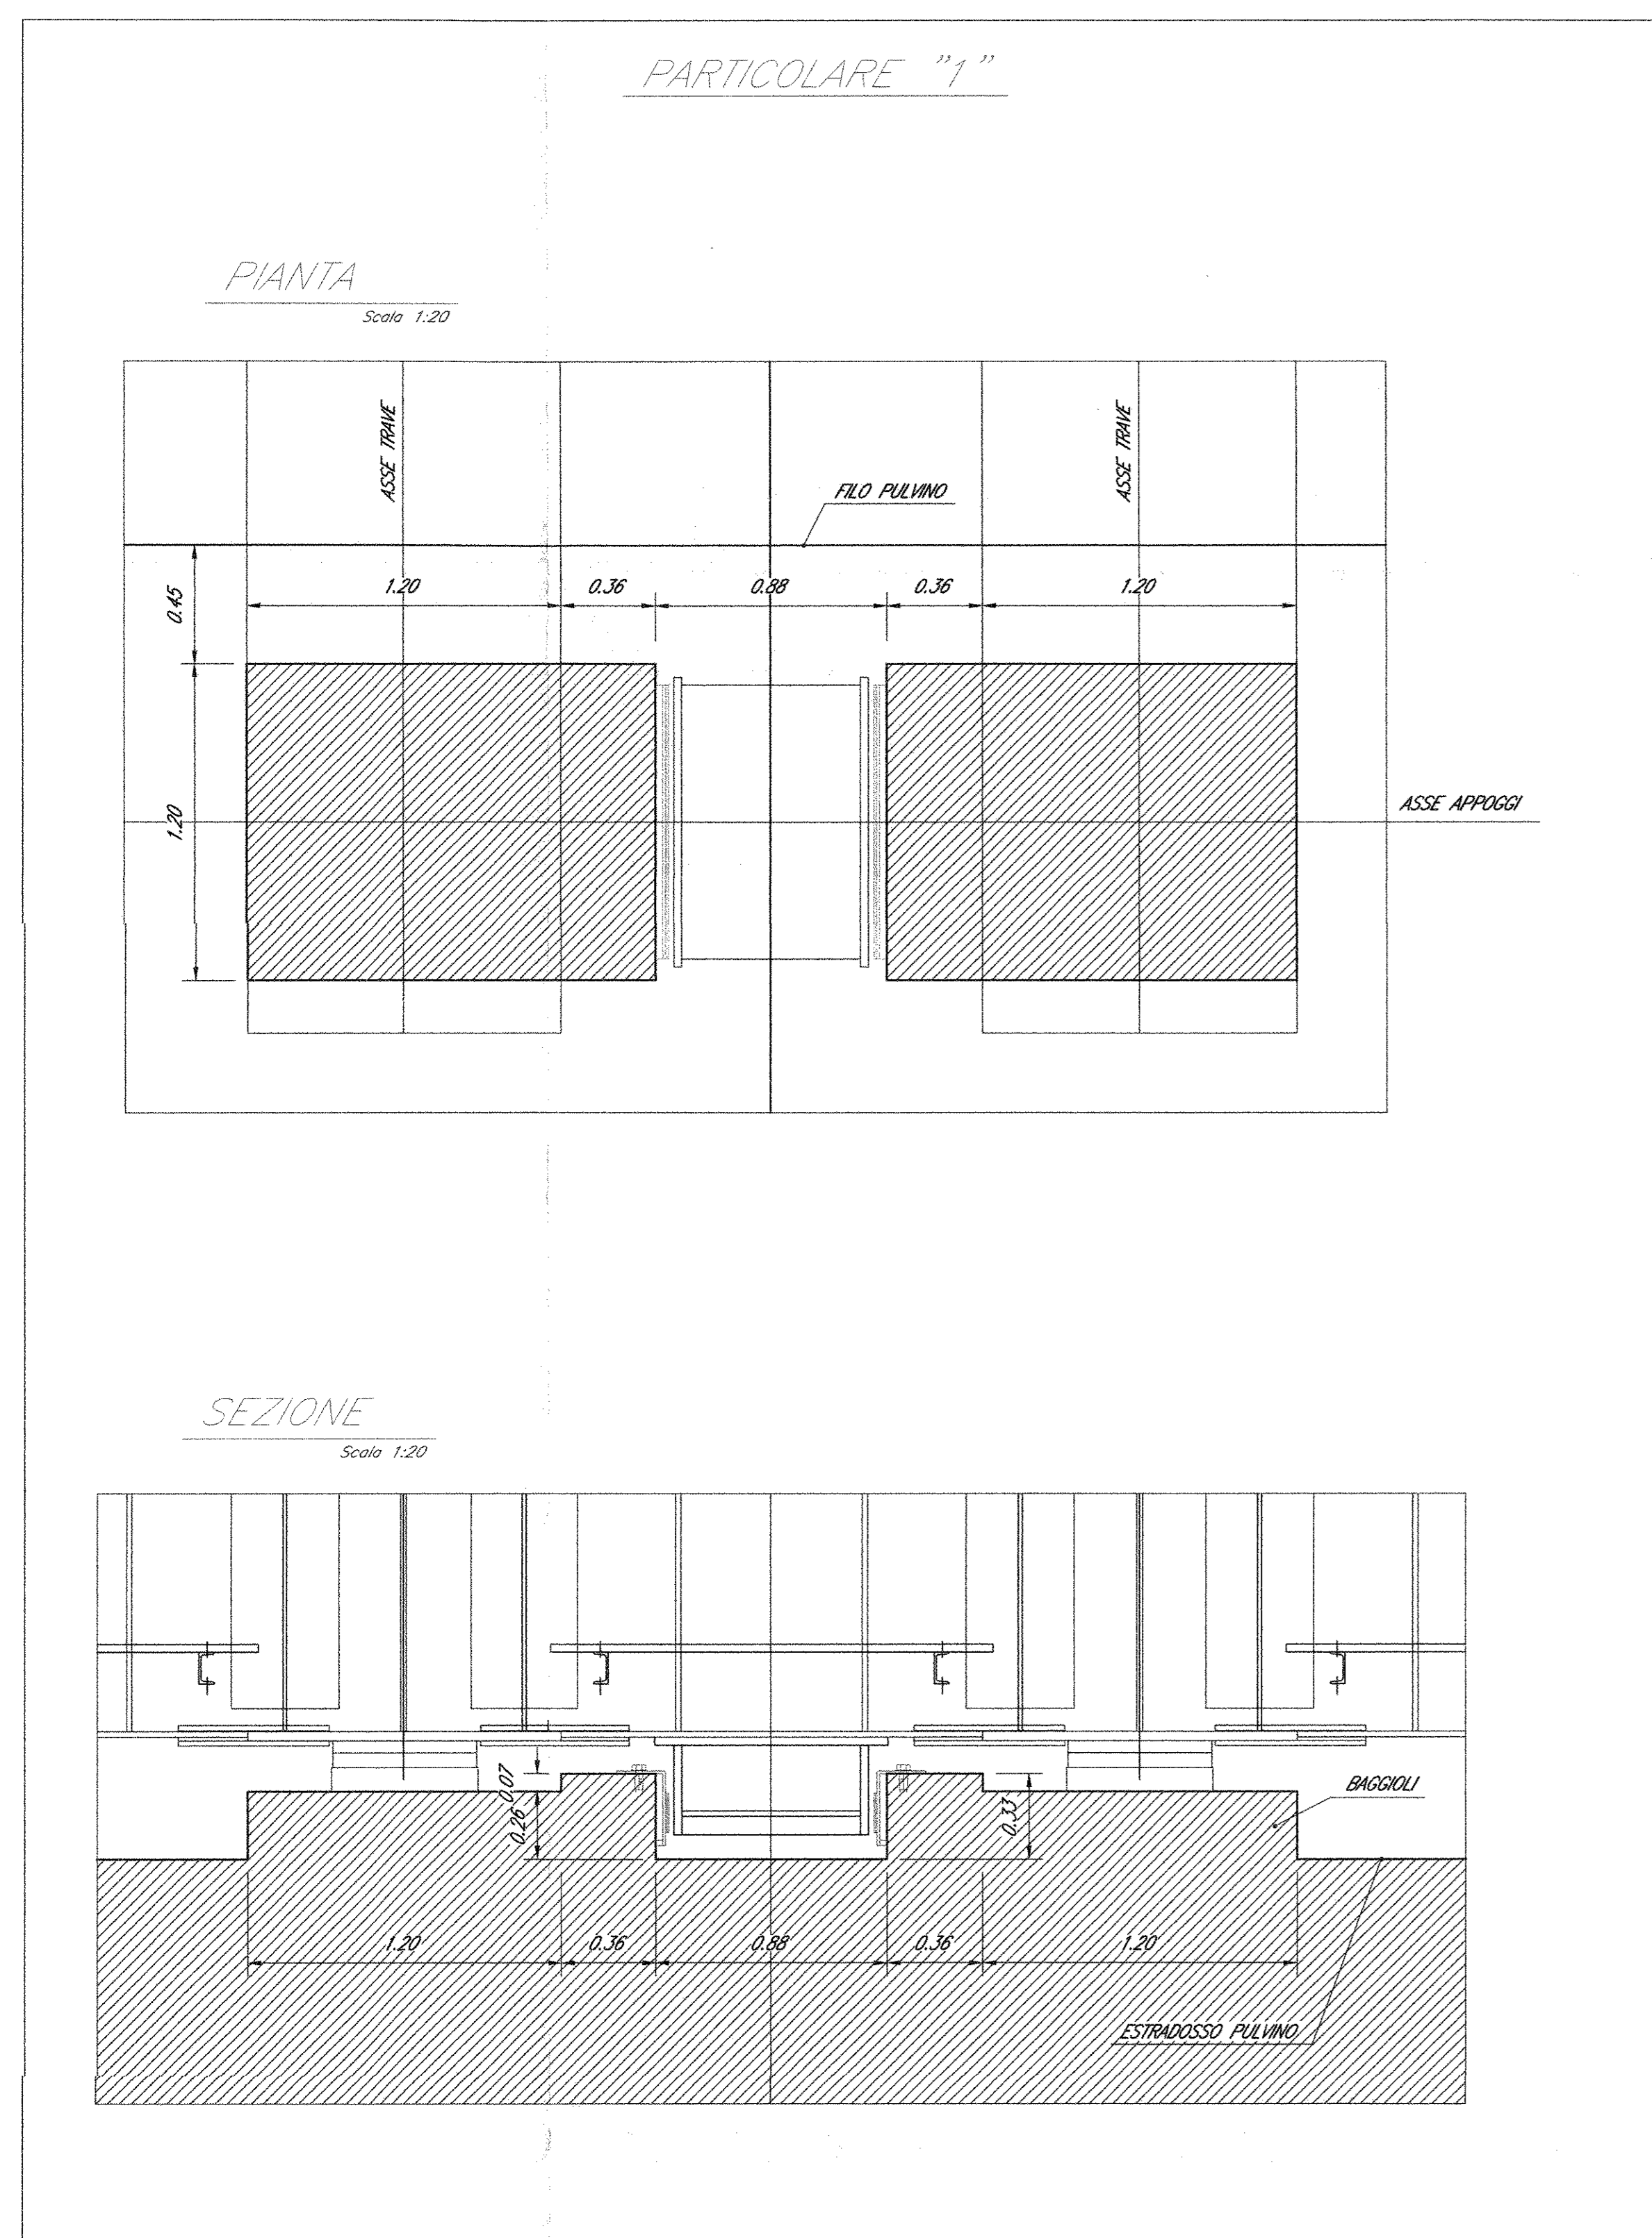 PARTICOLARE "1"
PIANTA
Scala 1:20
ASSE TRAVE
ASSE TRAVE
FILO PULVINO
0.45
1.20
0.36
0.88
0.36
1.20
1.20
ASSE APPOGGI
SEZIONE
Scala 1:20
0.07
0.26
0.33
BAGGIOLI
1.20
0.36
0.88
0.36
1.20
ESTRADOSSO PULVINO